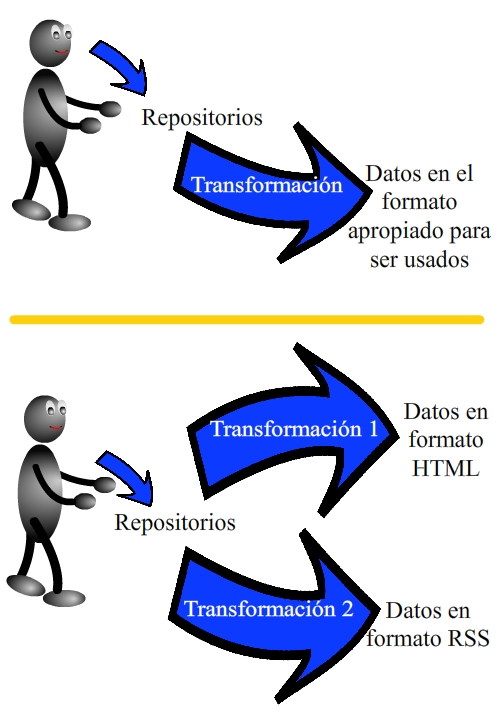 Repositorios
Transformación
Datos en el
formato
apropiado para
ser usados
Transformación 1
Datos en
formato
HTML
Repositorios
Transformación 2
Datos en
formato RSS